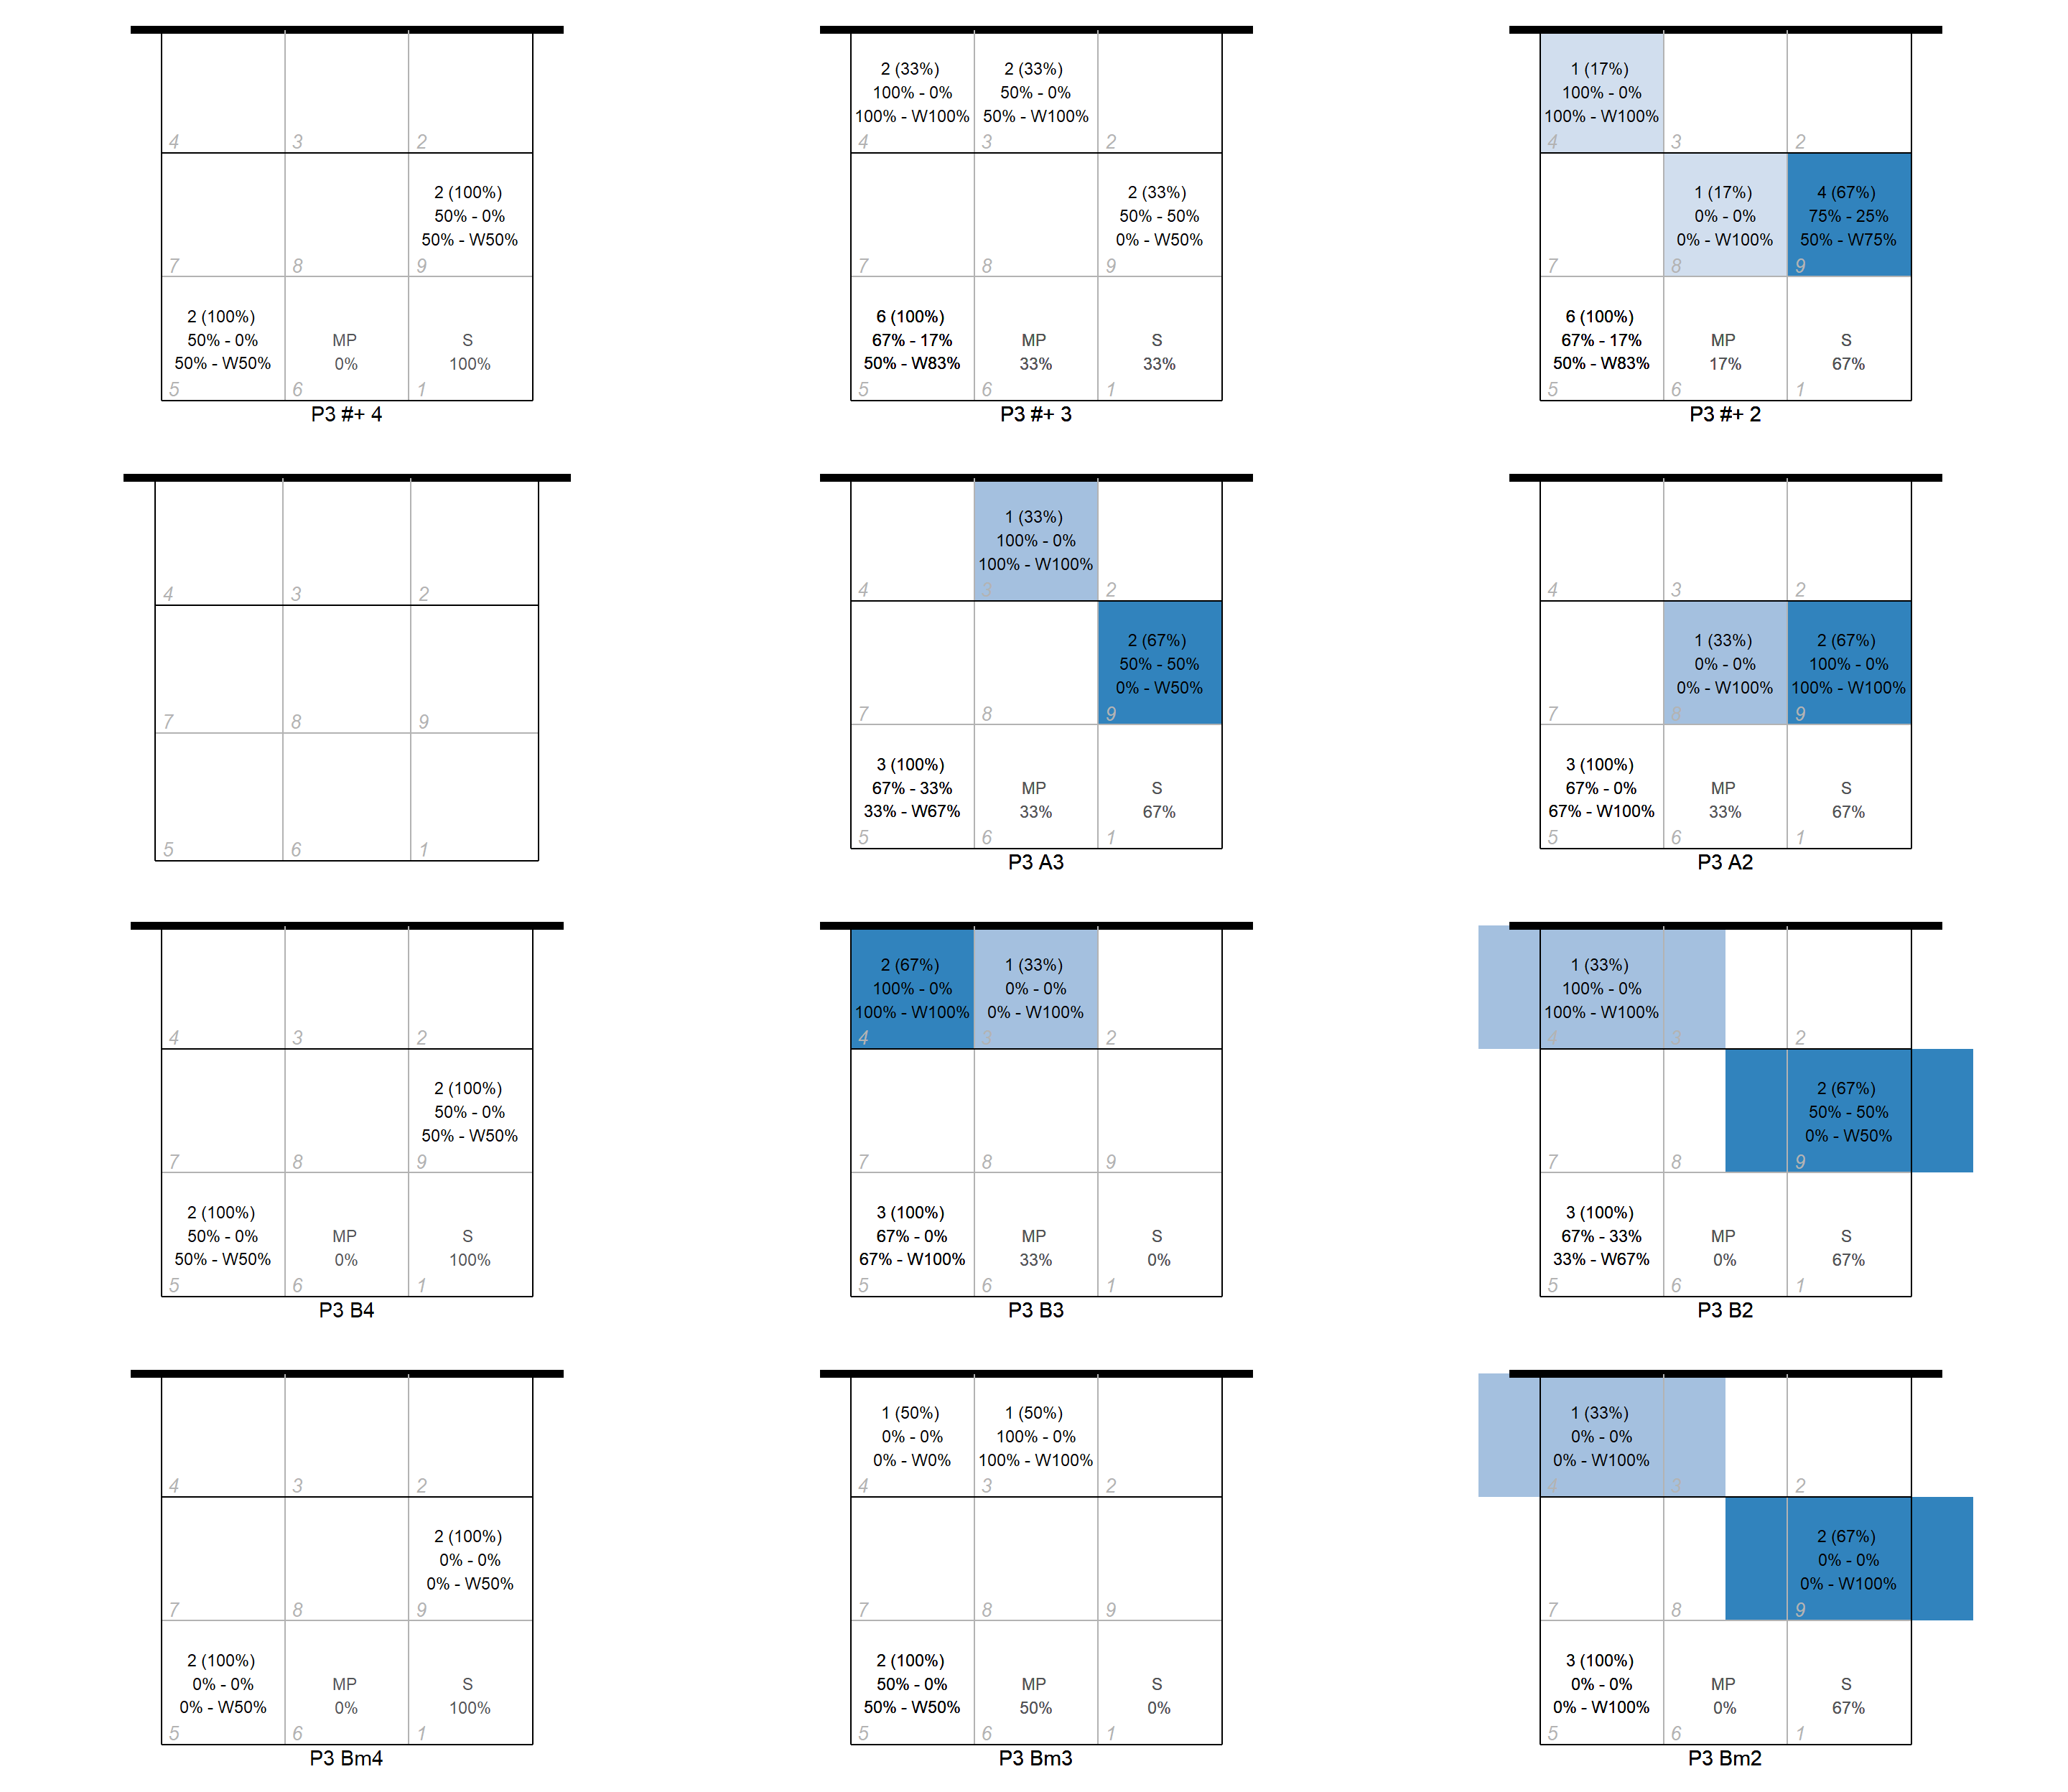 4 3 2
2 (100%)
50% - 0%
50% - W50%
7 8 9
2 (100%)
50% - 0%
50% - W50%
MP
0%
S
100%
5 6 1
P3 #+ 4
2 (33%)
100% - 0%
100% - W100%
2 (33%)
50% - 0%
50% - W100%
4 3 2
2 (33%)
50% - 50%
0% - W50%
7 8 9
6 (100%)
67% - 17%
50% - W83%
MP
33%
S
33%
5 6 1
P3 #+ 3
1 (17%)
100% - 0%
100% - W100%
4 3 2
1 (17%)
0% - 0%
0% - W100%
4 (67%)
75% - 25%
50% - W75%
7 8 9
6 (100%)
67% - 17%
50% - W83%
MP
17%
S
67%
5 6 1
P3 #+ 2
4 3 2
7 8 9
5 6 1
1 (33%)
100% - 0%
100% - W100%
4 3 2
2 (67%)
50% - 50%
0% - W50%
7 8 9
3 (100%)
67% - 33%
33% - W67%
MP
33%
S
67%
5 6 1
P3 A3
4 3 2
1 (33%)
0% - 0%
0% - W100%
2 (67%)
100% - 0%
100% - W100%
7 8 9
3 (100%)
67% - 0%
67% - W100%
MP
33%
S
67%
5 6 1
P3 A2
4 3 2
2 (100%)
50% - 0%
50% - W50%
7 8 9
2 (100%)
50% - 0%
50% - W50%
MP
0%
S
100%
5 6 1
P3 B4
2 (67%)
100% - 0%
100% - W100%
1 (33%)
0% - 0%
0% - W100%
4 3 2
7 8 9
3 (100%)
67% - 0%
67% - W100%
MP
33%
S
0%
5 6 1
P3 B3
1 (33%)
100% - 0%
100% - W100%
4 3 2
2 (67%)
50% - 50%
0% - W50%
7 8 9
3 (100%)
67% - 33%
33% - W67%
MP
0%
S
67%
5 6 1
P3 B2
4 3 2
2 (100%)
0% - 0%
0% - W50%
7 8 9
2 (100%)
0% - 0%
0% - W50%
MP
0%
S
100%
5 6 1
P3 Bm4
1 (50%)
0% - 0%
0% - W0%
1 (50%)
100% - 0%
100% - W100%
4 3 2
7 8 9
2 (100%)
50% - 0%
50% - W50%
MP
50%
S
0%
5 6 1
P3 Bm3
1 (33%)
0% - 0%
0% - W100%
4 3 2
2 (67%)
0% - 0%
0% - W100%
7 8 9
3 (100%)
0% - 0%
0% - W100%
MP
0%
S
67%
5 6 1
P3 Bm2